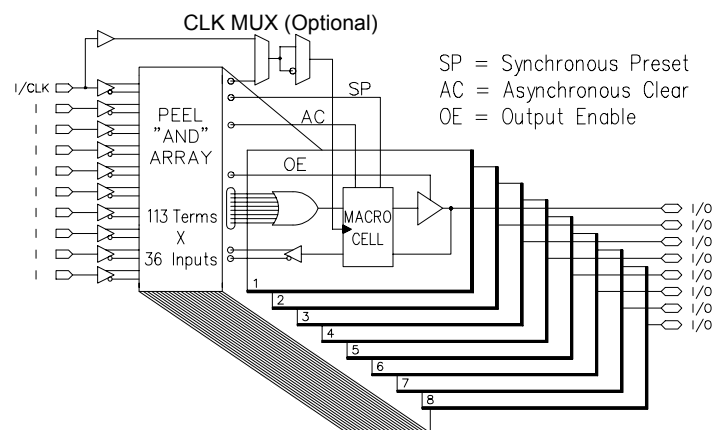 CLK MUX (Optional)
SP = Synchronous Preset
AC = Asynchronous Clear
OE = Output Enable
I/CLK
I
I
I
I
I
I
I
I
I
PEEL
"AND"
ARRAY
113 Terms
X
36 Inputs
SP
AC
OE
MACRO
CELL
1
2
3
4
5
6
7
8
I/O
I/O
I/O
I/O
I/O
I/O
I/O
I/O